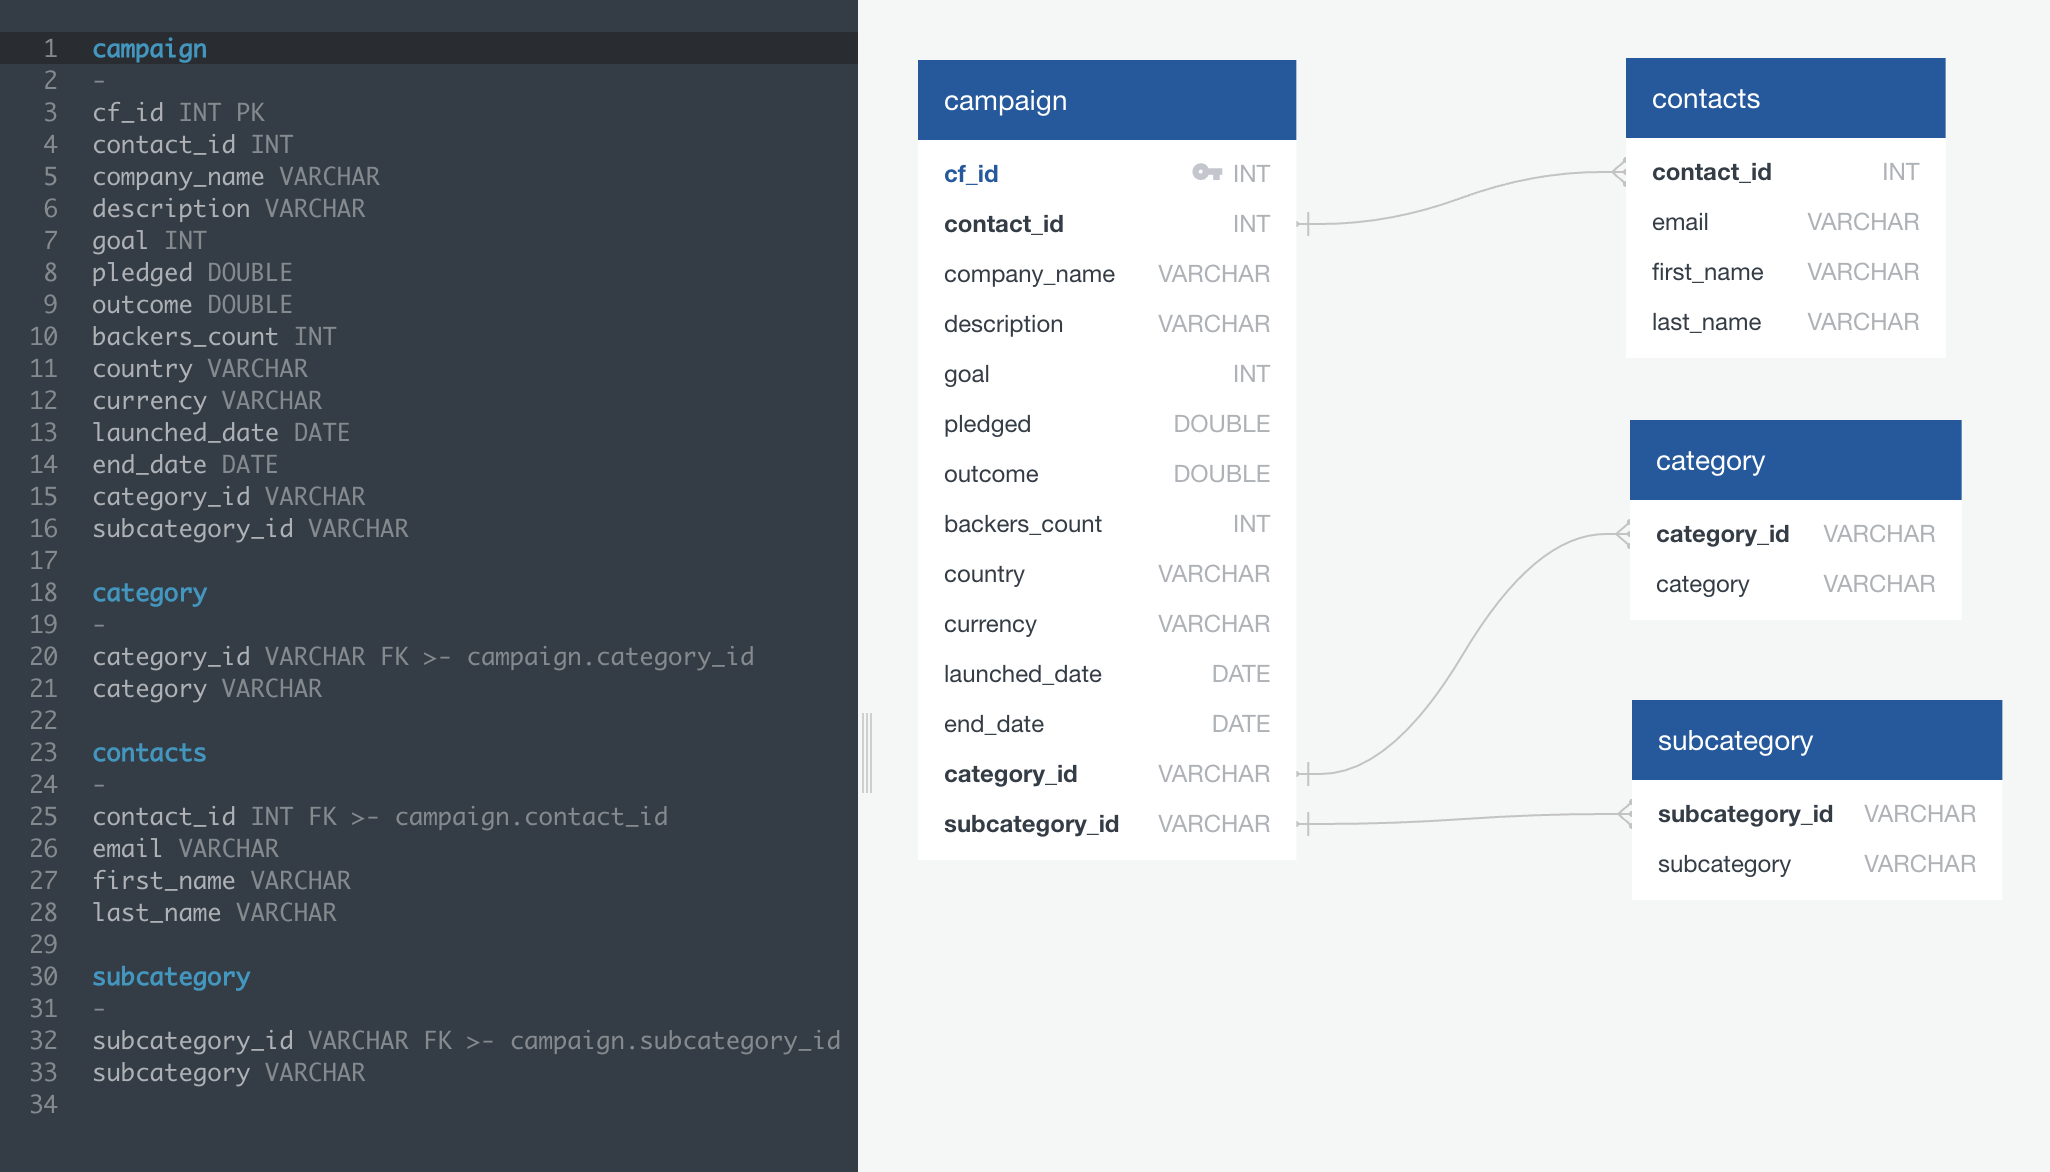 1 campaign
2 -
3 cf_id INT PK
4 contact_id INT
5 company_name VARCHAR
6 description VARCHAR
7 goal INT
8 pledged DOUBLE
9 outcome DOUBLE
10 backers_count INT
11 country VARCHAR
12 currency VARCHAR
13 launched_date DATE
14 end_date DATE
15 category_id VARCHAR
16 subcategory_id VARCHAR
17
18 category
19 -
20 category_id VARCHAR FK >- campaign.category_id
21 category VARCHAR
22
23 contacts
24 -
25 contact_id INT FK >- campaign.contact_id
26 email VARCHAR
27 first_name VARCHAR
28 last_name VARCHAR
29
30 subcategory
31 -
32 subcategory_id VARCHAR FK >- campaign.subcategory_id
33 subcategory VARCHAR
34
campaign
cf_id INT
contact_id INT
company_name VARCHAR
description VARCHAR
goal INT
pledged DOUBLE
outcome DOUBLE
backers_count INT
country VARCHAR
currency VARCHAR
launched_date DATE
end_date DATE
category_id VARCHAR
subcategory_id VARCHAR
contacts
contact_id INT
email VARCHAR
first_name VARCHAR
last_name VARCHAR
category
category_id VARCHAR
category VARCHAR
subcategory
subcategory_id VARCHAR
subcategory VARCHAR